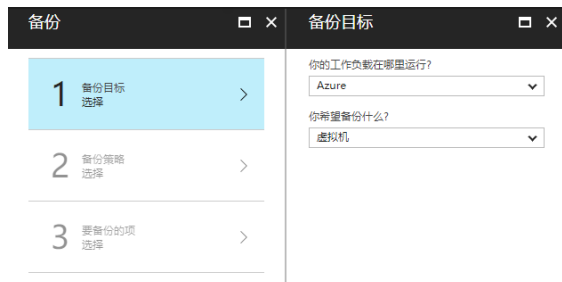 备份
1
备份目标
选择
2
备份策略
选择
3
要备份的项
选择
备份目标
你的工作负载在哪里运行?
Azure
你希望备份什么?
虚拟机